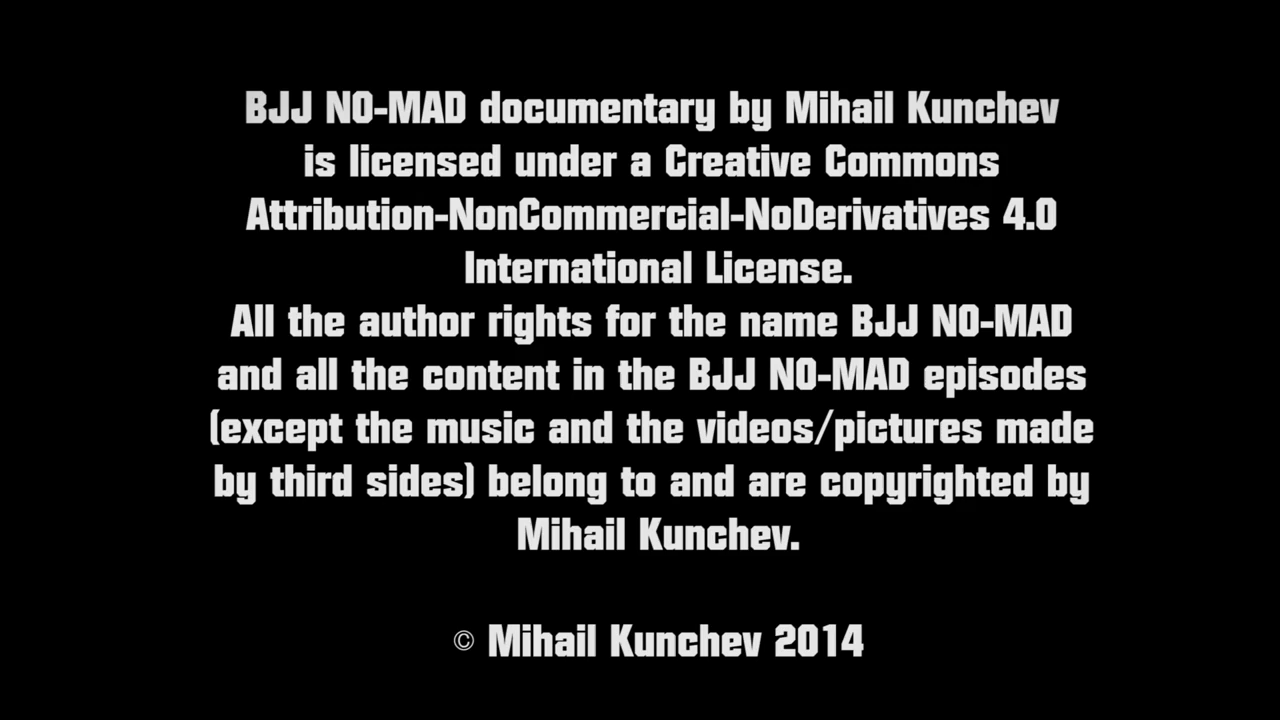 BJJ NO-MAD documentary by Mihail Kunchev
is licensed under a Creative Commons
Attribution-NonCommercial-NoDerivatives 4.0
International License.
All the author rights for the name BJJ NO-MAD
and all the content in the BJJ NO-MAD episodes
(except the music and the videos/pictures made
by third sides) belong to and are copyrighted by
Mihail Kunchev.
© Mihail Kunchev 2014